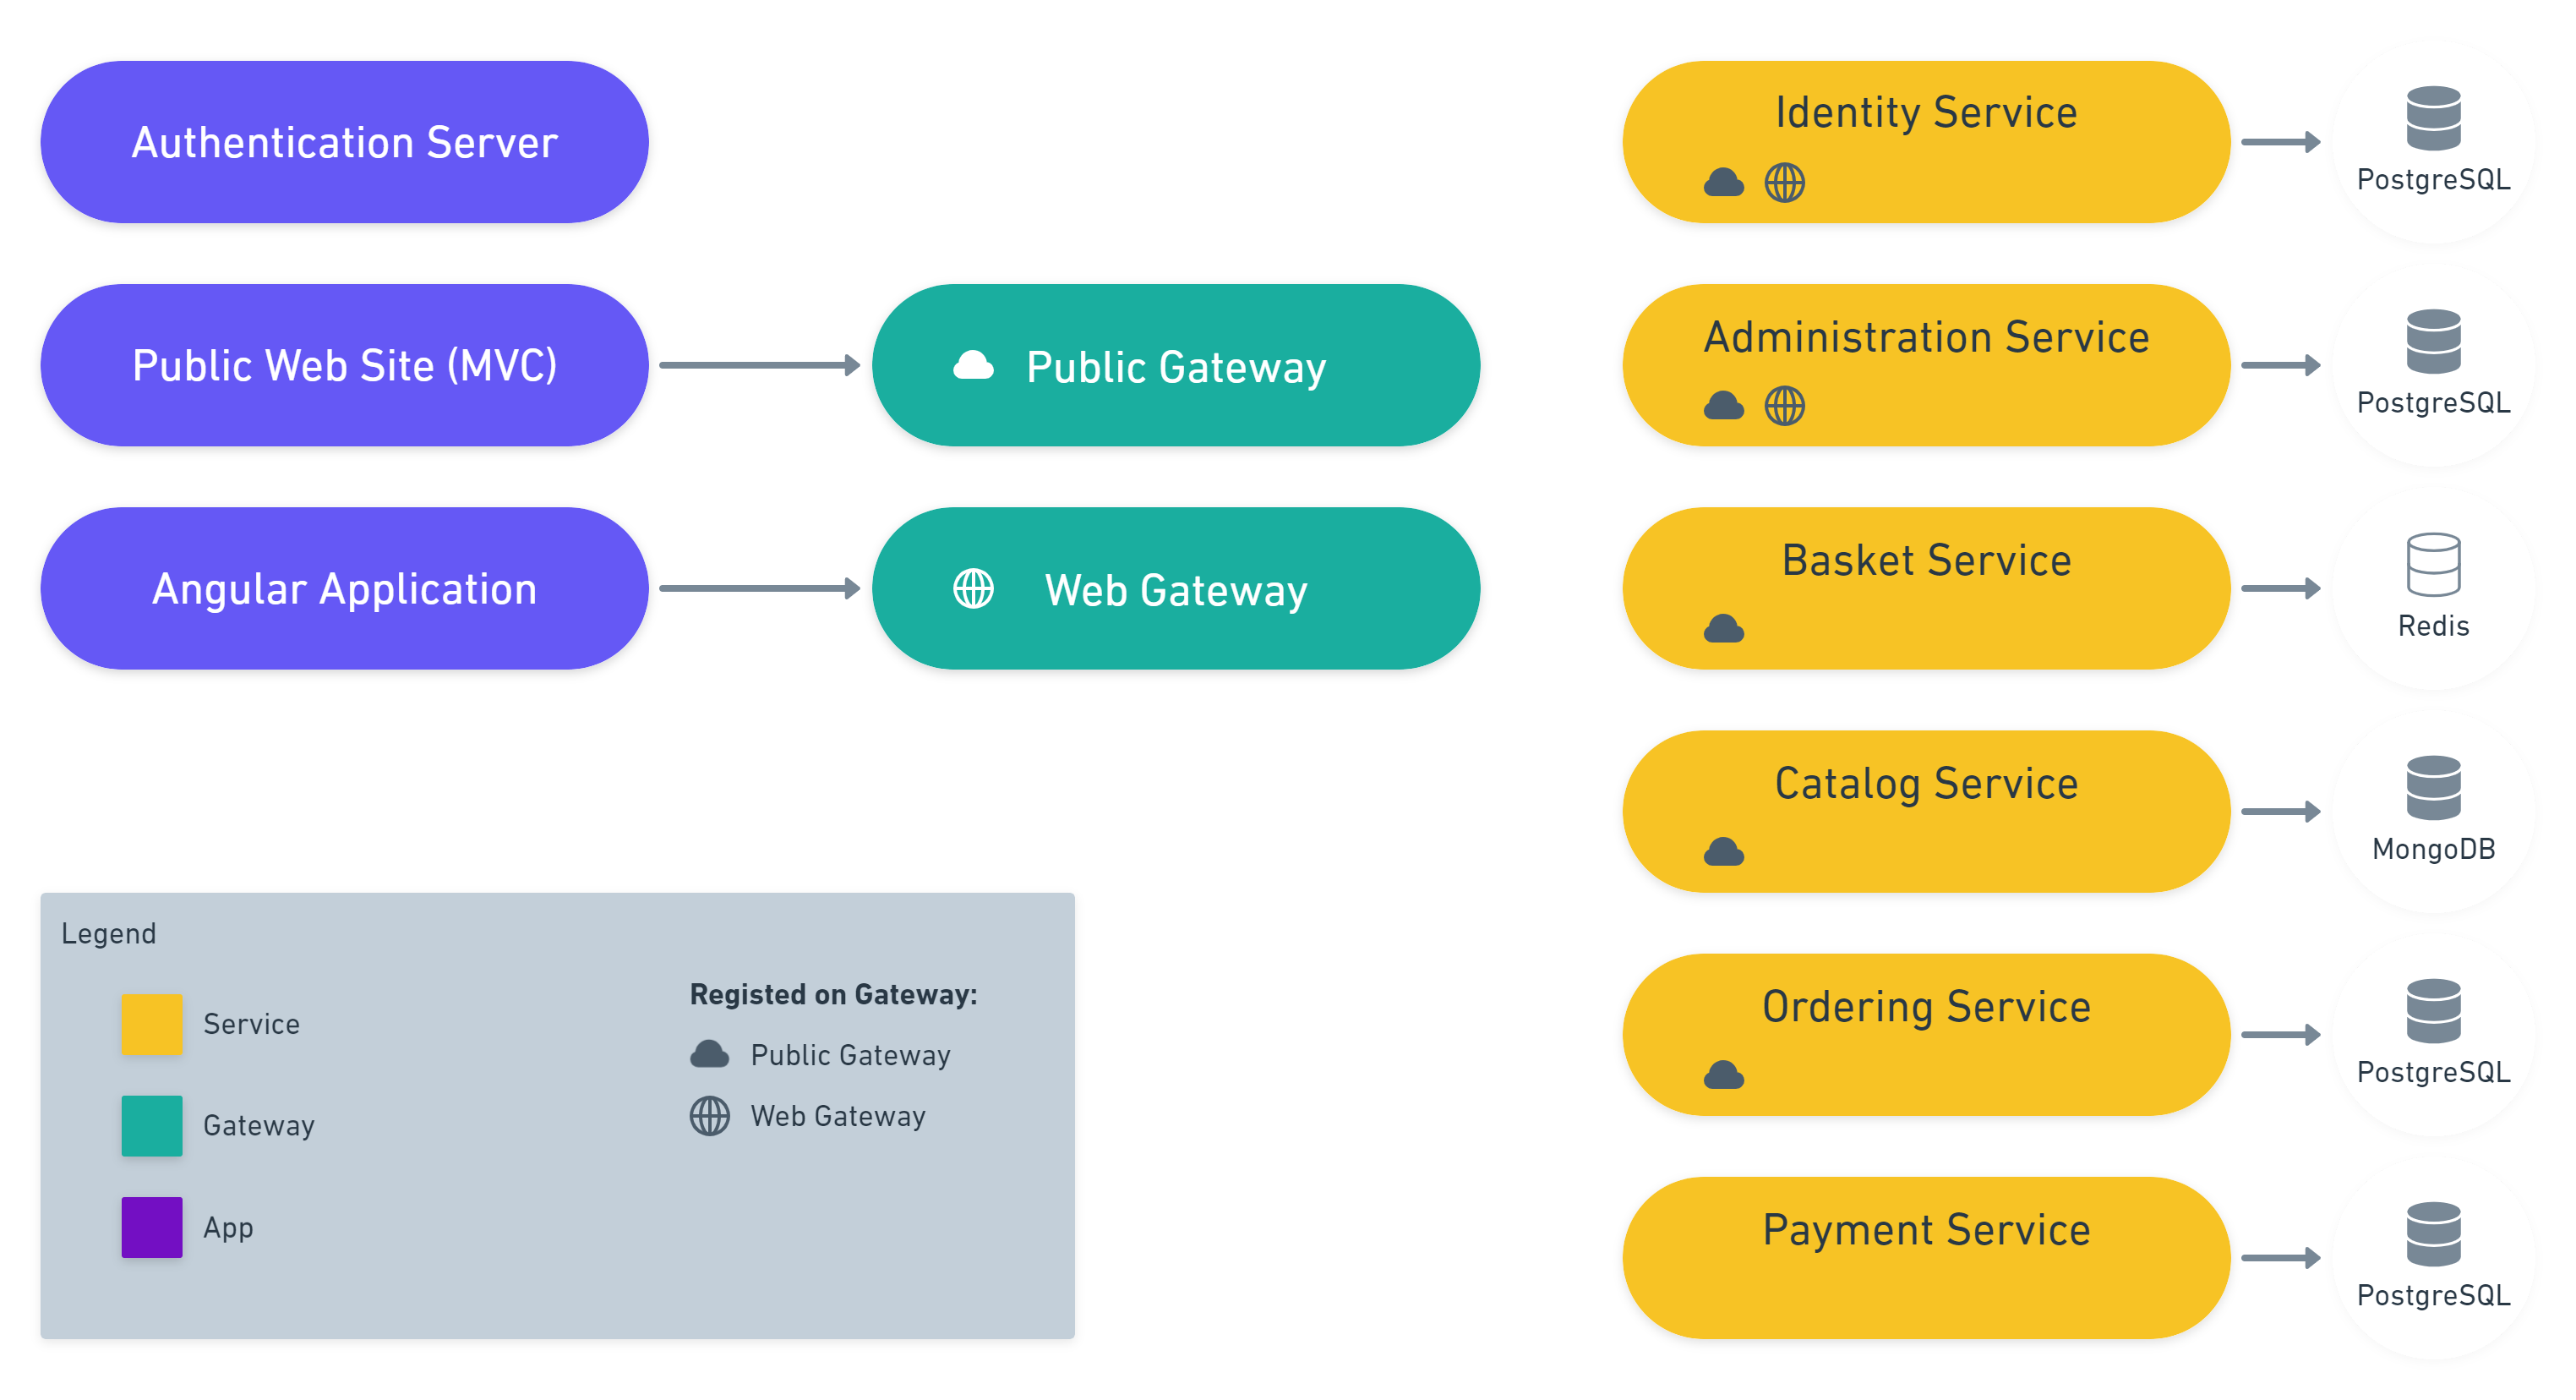 Authentication Server
Public Web Site (MVC)
Angular Application
Public Gateway
Web Gateway
Identity Service
PostgreSQL
Administration Service
PostgreSQL
Basket Service
Redis
Catalog Service
MongoDB
Ordering Service
PostgreSQL
Payment Service
PostgreSQL
Legend
Service
Gateway
App
Registed on Gateway:
Public Gateway
Web Gateway